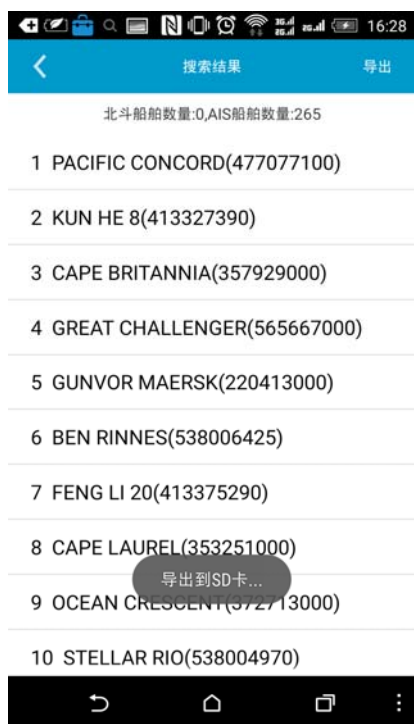 16:28
搜索结果
导出
北斗船舶数量:0,AIS船舶数量:265
1 PACIFIC CONCORD(477077100)
2 KUN HE 8(413327390)
3 CAPE BRITANNIA(357929000)
4 GREAT CHALLENGER(565667000)
5 GUNVOR MAERSK(220413000)
6 BEN RINNES(538006425)
7 FENG LI 20(413375290)
8 CAPE LAUREL(353251000)
导出到SD卡...
9 OCEAN CRESCENT(372713000)
10 STELLAR RIO(538004970)